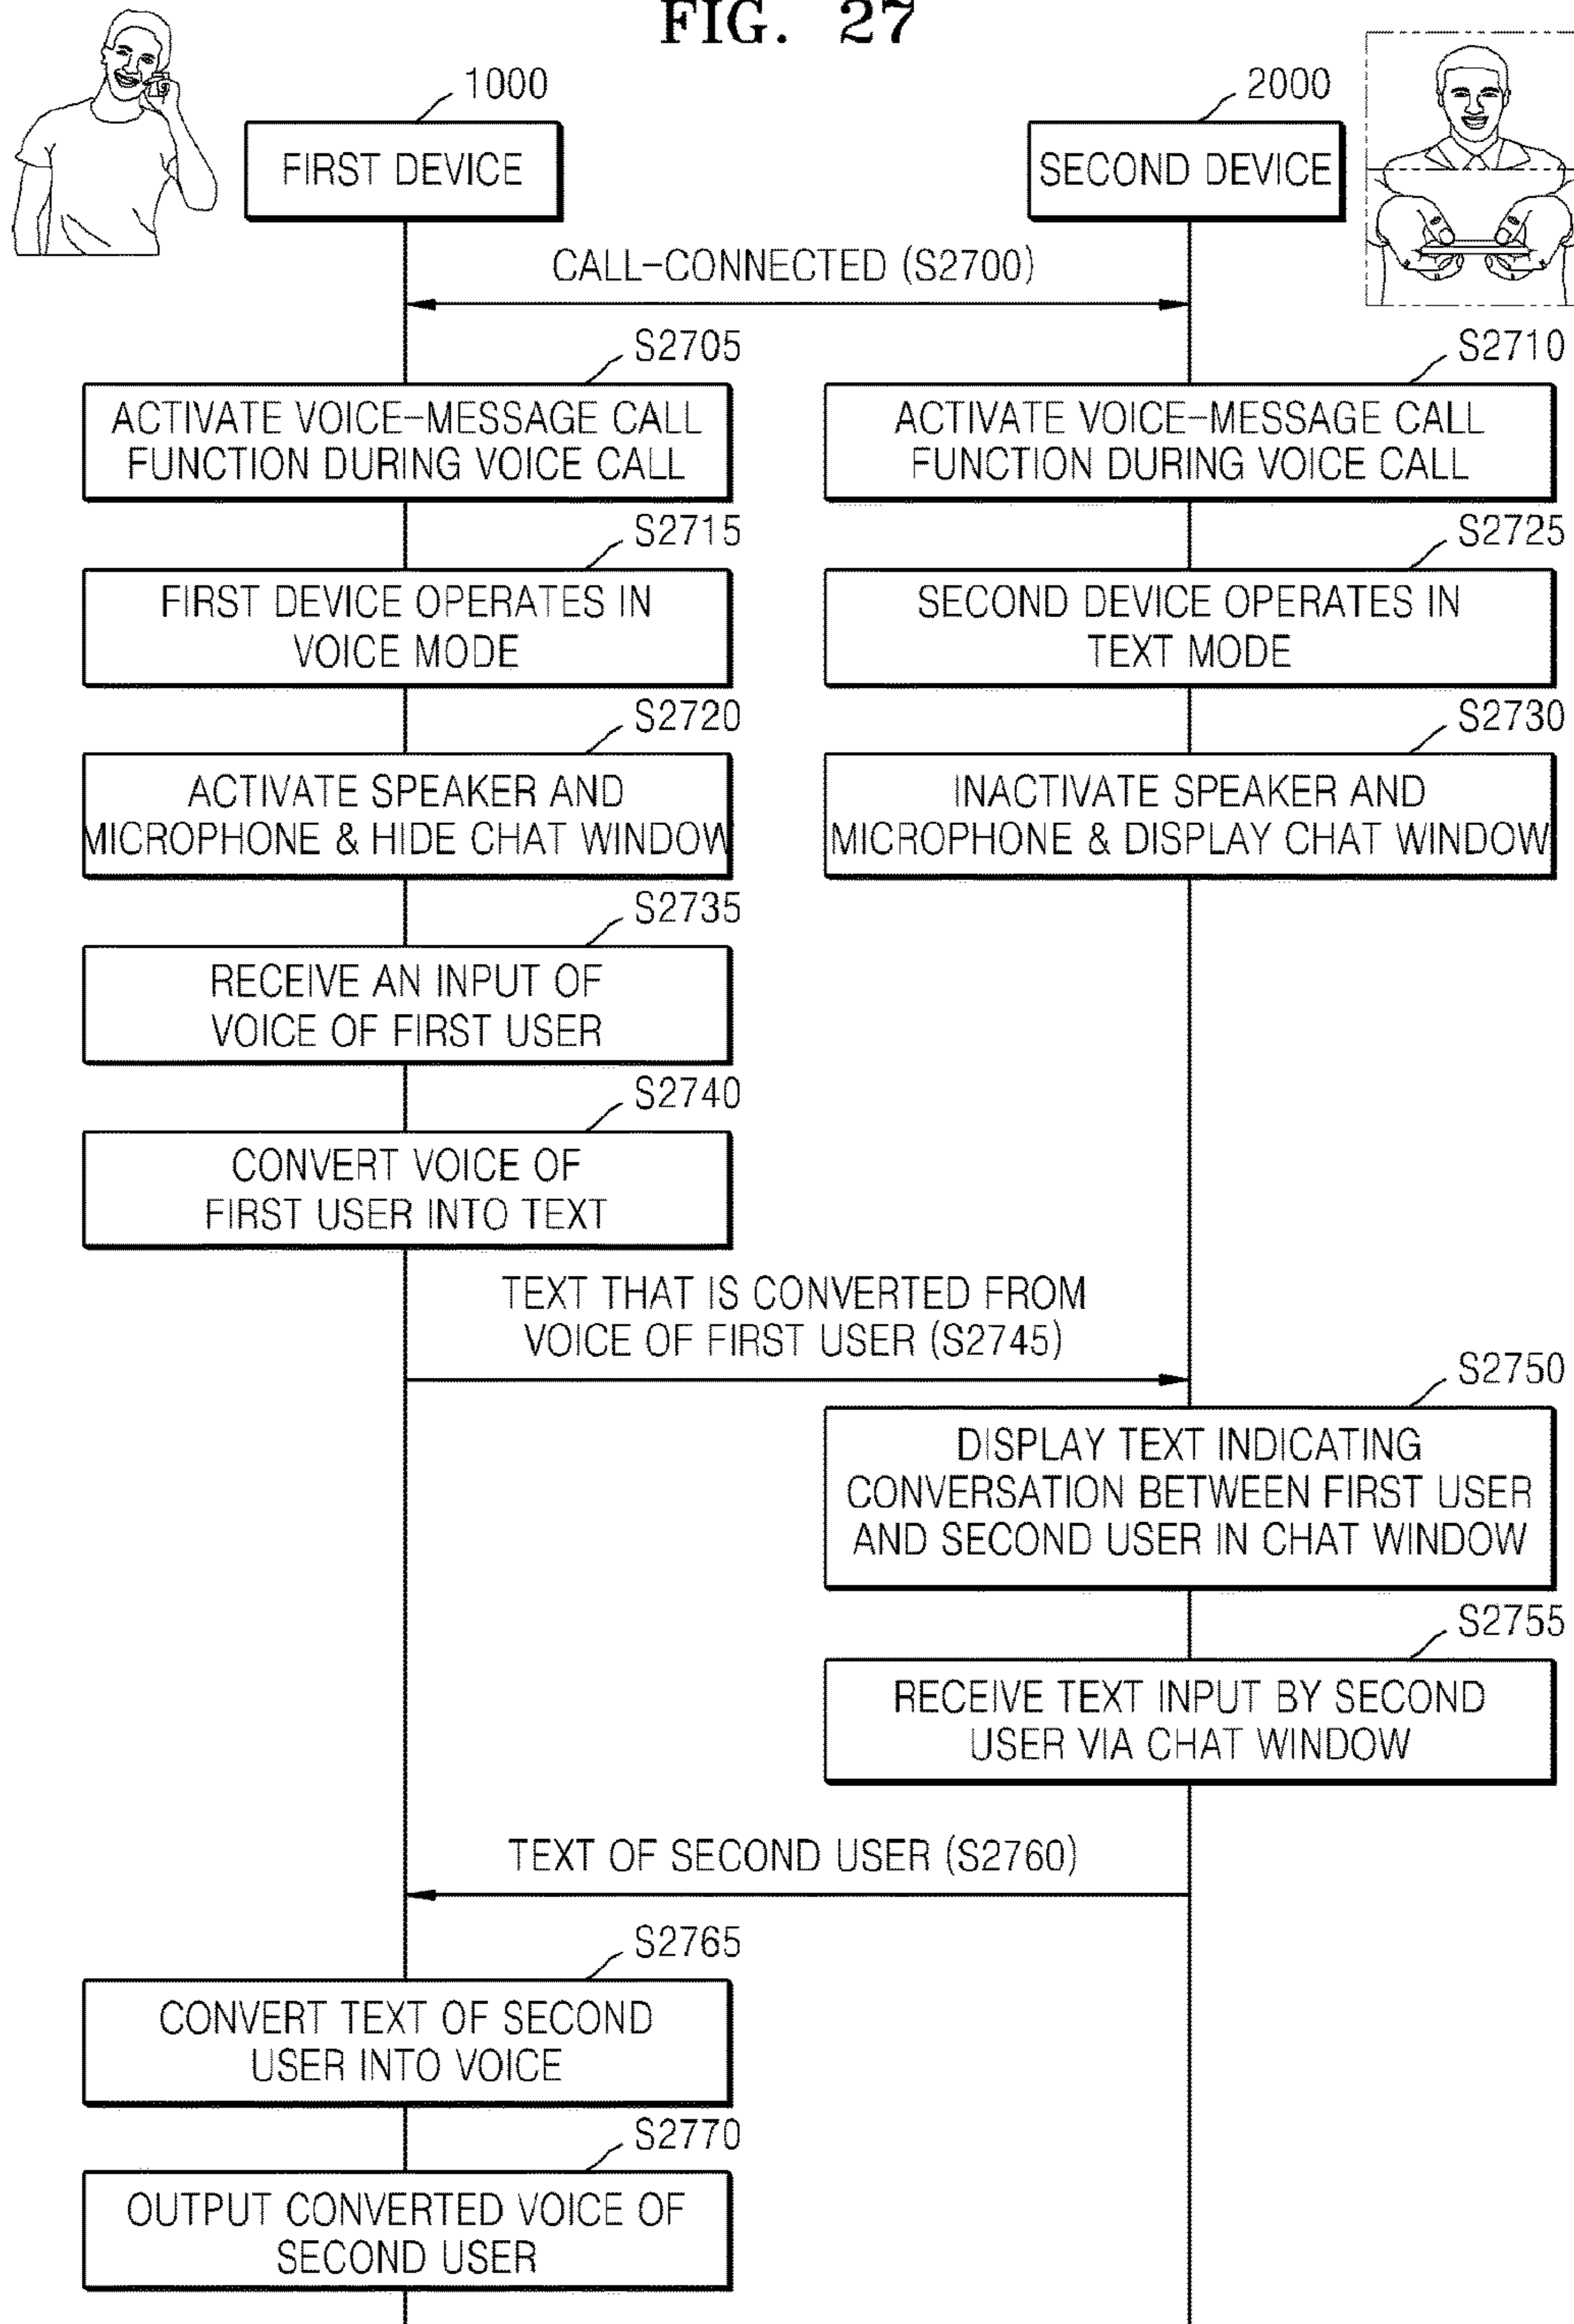 FIG. 27
1000
2000
FIRST DEVICE
SECOND DEVICE
CALL-CONNECTED (S2700)
S2705
S2710
ACTIVATE VOICE-MESSAGE CALL
FUNCTION DURING VOICE CALL
ACTIVATE VOICE-MESSAGE CALL
FUNCTION DURING VOICE CALL
S2715
S2725
FIRST DEVICE OPERATES IN
VOICE MODE
SECOND DEVICE OPERATES IN
TEXT MODE
S2720
S2730
ACTIVATE SPEAKER AND
MICROPHONE & HIDE CHAT WINDOW
INACTIVATE SPEAKER AND
MICROPHONE & DISPLAY CHAT WINDOW
S2735
RECEIVE AN INPUT OF
VOICE OF FIRST USER
S2740
CONVERT VOICE OF
FIRST USER INTO TEXT
TEXT THAT IS CONVERTED FROM
VOICE OF FIRST USER (S2745)
S2750
DISPLAY TEXT INDICATING
CONVERSATION BETWEEN FIRST USER
AND SECOND USER IN CHAT WINDOW
S2755
RECEIVE TEXT INPUT BY SECOND
USER VIA CHAT WINDOW
TEXT OF SECOND USER (S2760)
S2765
CONVERT TEXT OF SECOND
USER INTO VOICE
S2770
OUTPUT CONVERTED VOICE OF
SECOND USER